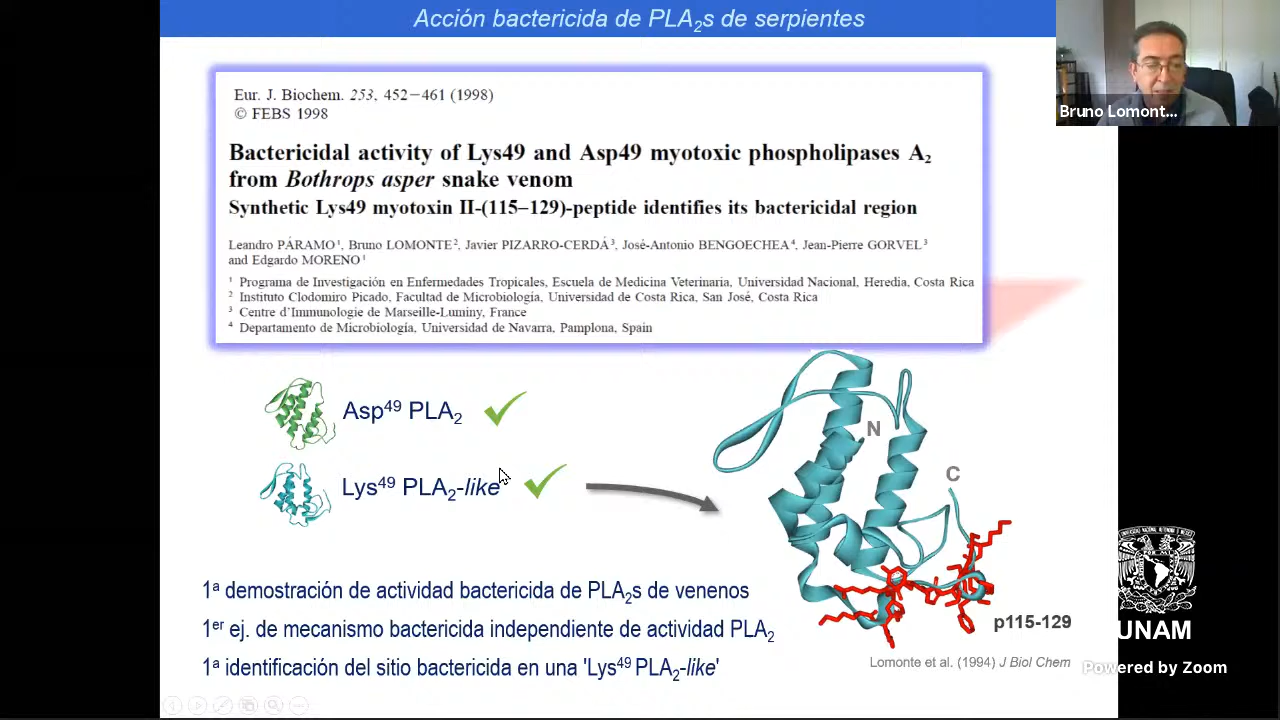 Acción bactericida de PLA2s de serpientes
Bruno Lomont...
Eur. J. Biochem. 253, 452−461 (1998)
© FEBS 1998
Bactericidal activity of Lys49 and Asp49 myotoxic phospholipases A2
from Bothrops asper snake venom
Synthetic Lys49 myotoxin II-(115−129)-peptide identifies its bactericidal region
Leandro PÁRAMO1, Bruno LOMONTE2, Javier PIZARRO-CERDÁ3, José-Antonio BENGOECHEA4, Jean-Pierre GORVEL3
and Edgardo MORENO1
1 Programa de Investigación en Enfermedades Tropicales, Escuela de Medicina Veterinaria, Universidad Nacional, Heredia, Costa Rica
2 Instituto Clodomiro Picado, Facultad de Microbiología, Universidad de Costa Rica, San José, Costa Rica
3 Centre d'Immunologie de Marseille-Luminy, France
4 Departamento de Microbiología, Universidad de Navarra, Pamplona, Spain
Asp49 PLA2
Lys49 PLA2-like
N
C
p115-129
Lomonte et al. (1994) J Biol Chem
1a demostración de actividad bactericida de PLA2s de venenos
1er ej. de mecanismo bactericida independiente de actividad PLA2
1a identificación del sitio bactericida en una 'Lys49 PLA2-like'
UNAM
Powered by Zoom